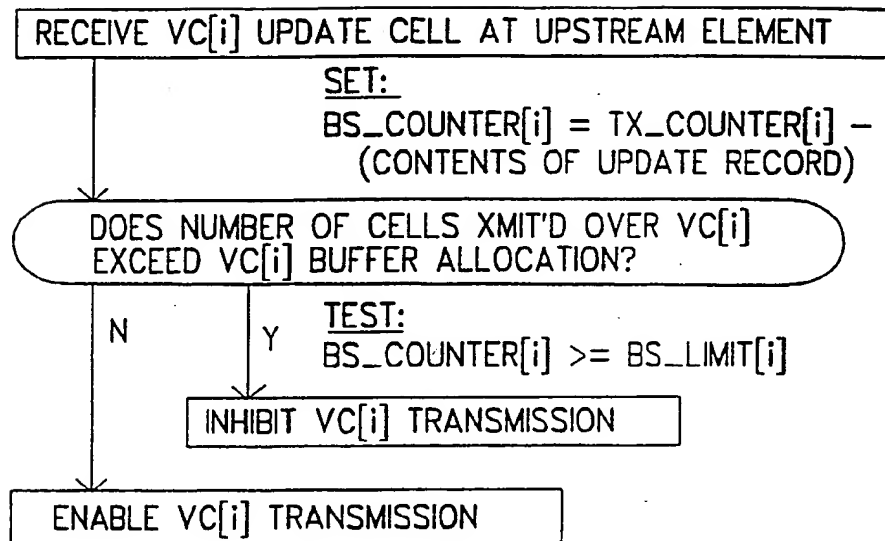 RECEIVE VC[i] UPDATE CELL AT UPSTREAM ELEMENT
SET:
BS_COUNTER[i] = TX_COUNTER[i] –
(CONTENTS OF UPDATE RECORD)
DOES NUMBER OF CELLS XMIT'D OVER VC[i]
EXCEED VC[i] BUFFER ALLOCATION?
N
Y
TEST:
BS_COUNTER[i] >= BS_LIMIT[i]
INHIBIT VC[i] TRANSMISSION
ENABLE VC[i] TRANSMISSION